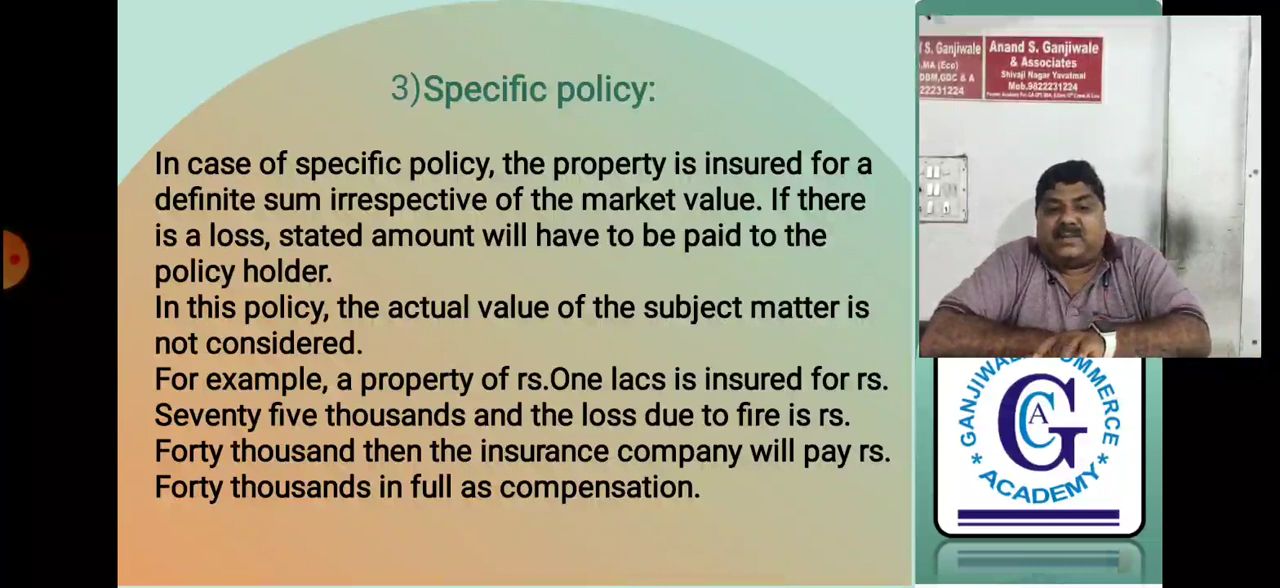 3)Specific policy:
In case of specific policy, the property is insured for a
definite sum irrespective of the market value. If there
is a loss, stated amount will have to be paid to the
policy holder.
In this policy, the actual value of the subject matter is
not considered.
For example, a property of rs.One lacs is insured for rs.
Seventy five thousands and the loss due to fire is rs.
Forty thousand then the insurance company will pay rs.
Forty thousands in full as compensation.
S. Ganjiwale
MA (Eco)
DBM,GDC & A
22231224
Anand S. Ganjiwale
& Associates
Shivaji Nagar Yavatmal
Mob.9822231224
GANJIWALE COMMERCE
ACADEMY
GCA